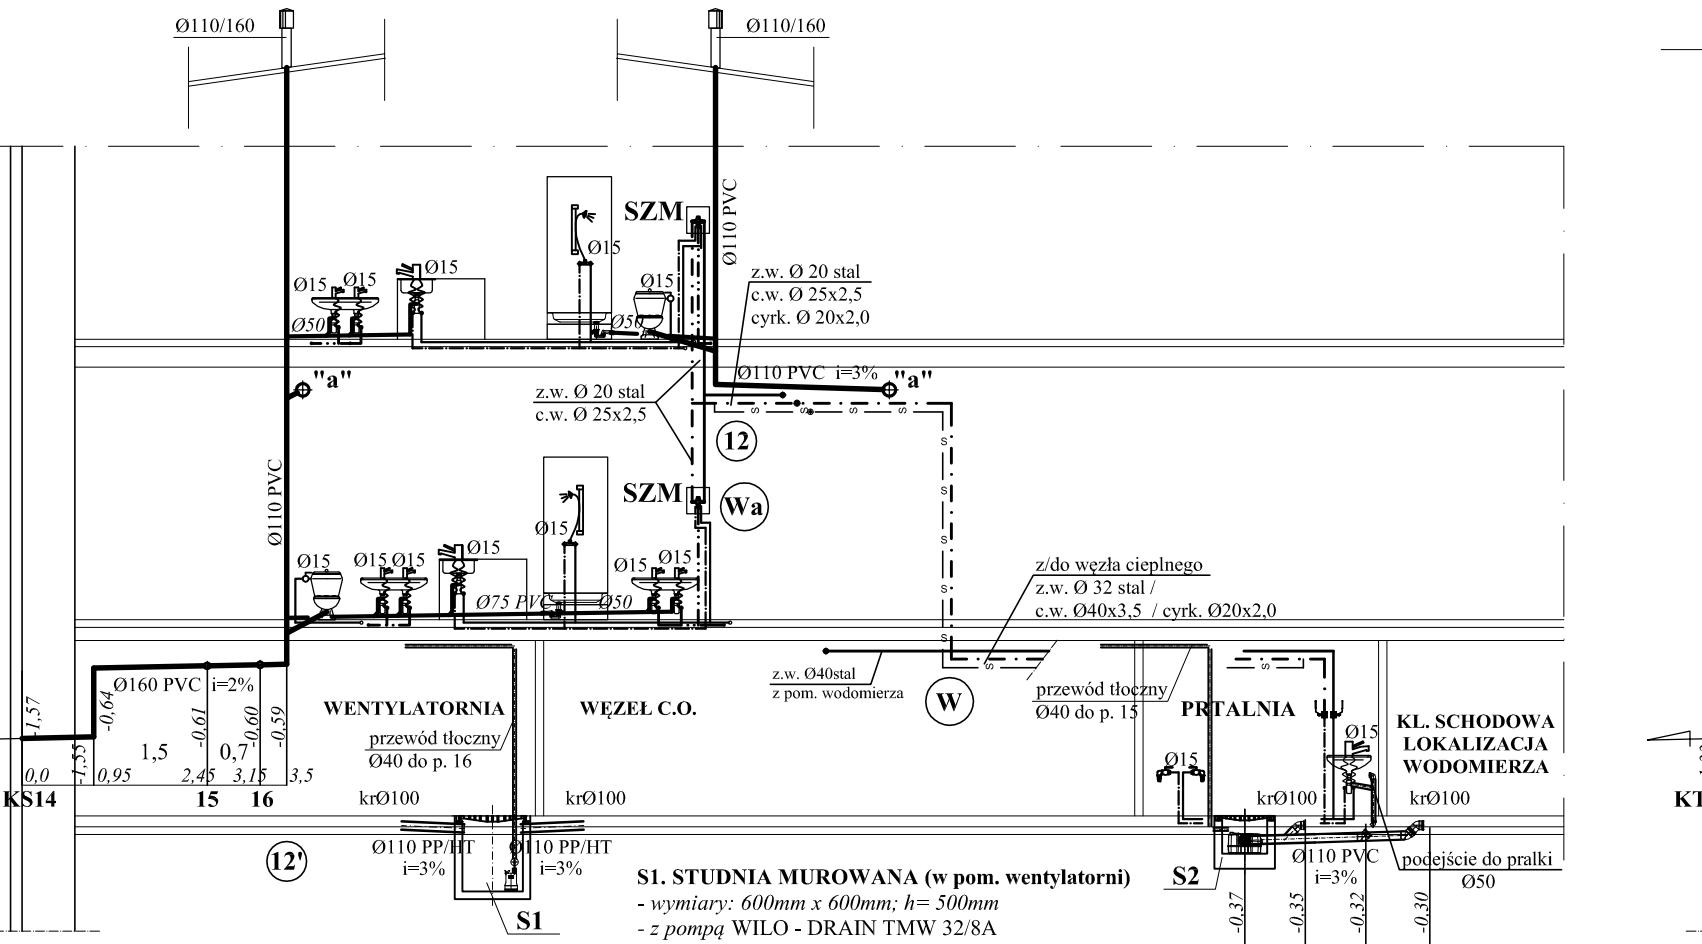 Ø110/160
Ø110/160
SZM
Ø110 PVC
Ø15
Ø15
Ø15
Ø15
Ø15
z.w. Ø 20 stal
c.w. Ø 25x2,5
cyrk. Ø 20x2,0
Ø50
Ø50
"a"
Ø110 PVC i=3%
"a"
z.w. Ø 20 stal
c.w. Ø 25x2,5
12
Ø110 PVC
SZM
Wa
Ø15
Ø15
Ø15
Ø15
Ø15
Ø15
Ø15
Ø75 PVC
Ø50
z/do węzła cieplnego
z.w. Ø 32 stal /
c.w. Ø40x3,5 / cyrk. Ø20x2,0
S
S
S
S
S
S
S
S
S
S
S
z.w. Ø40stal
z pom. wodomierza
W
przewód tłoczny
Ø40 do p. 15
PRTALNIA
Ø160 PVC i=2%
-1,57
-0,64
-0,61
-0,60
-0,59
-1,55
1,5
0,7
0,0
0,95
2,45
3,15
3,5
KS14
15
16
WENTYLATORNIA
przewód tłoczny
Ø40 do p. 16
WĘZEŁ C.O.
KL. SCHODOWA
LOKALIZACJA
WODOMIERZA
Ø15
Ø15
krØ100
krØ100
krØ100
krØ100
KT
12'
Ø110 PP/HT
i=3%
Ø110 PP/HT
i=3%
S1
S1. STUDNIA MUROWANA (w pom. wentylatorni)
- wymiary: 600mm x 600mm; h= 500mm
- z pompą WILO - DRAIN TMW 32/8A
S2
Ø110 PVC
i=3%
podejście do pralki
Ø50
-0,37
-0,35
-0,32
-0,30